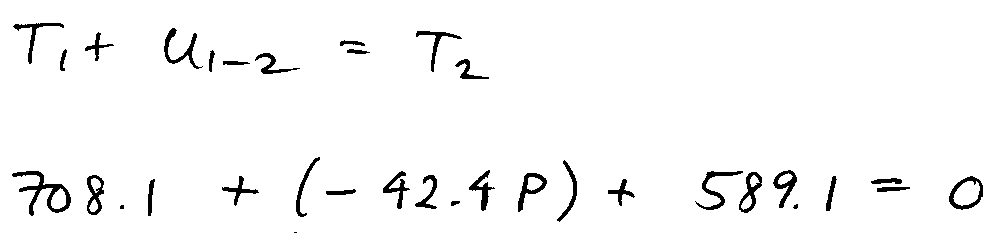 T₁ + U₁₋₂ = T₂
708.1 + (- 42.4 P) + 589.1 = 0